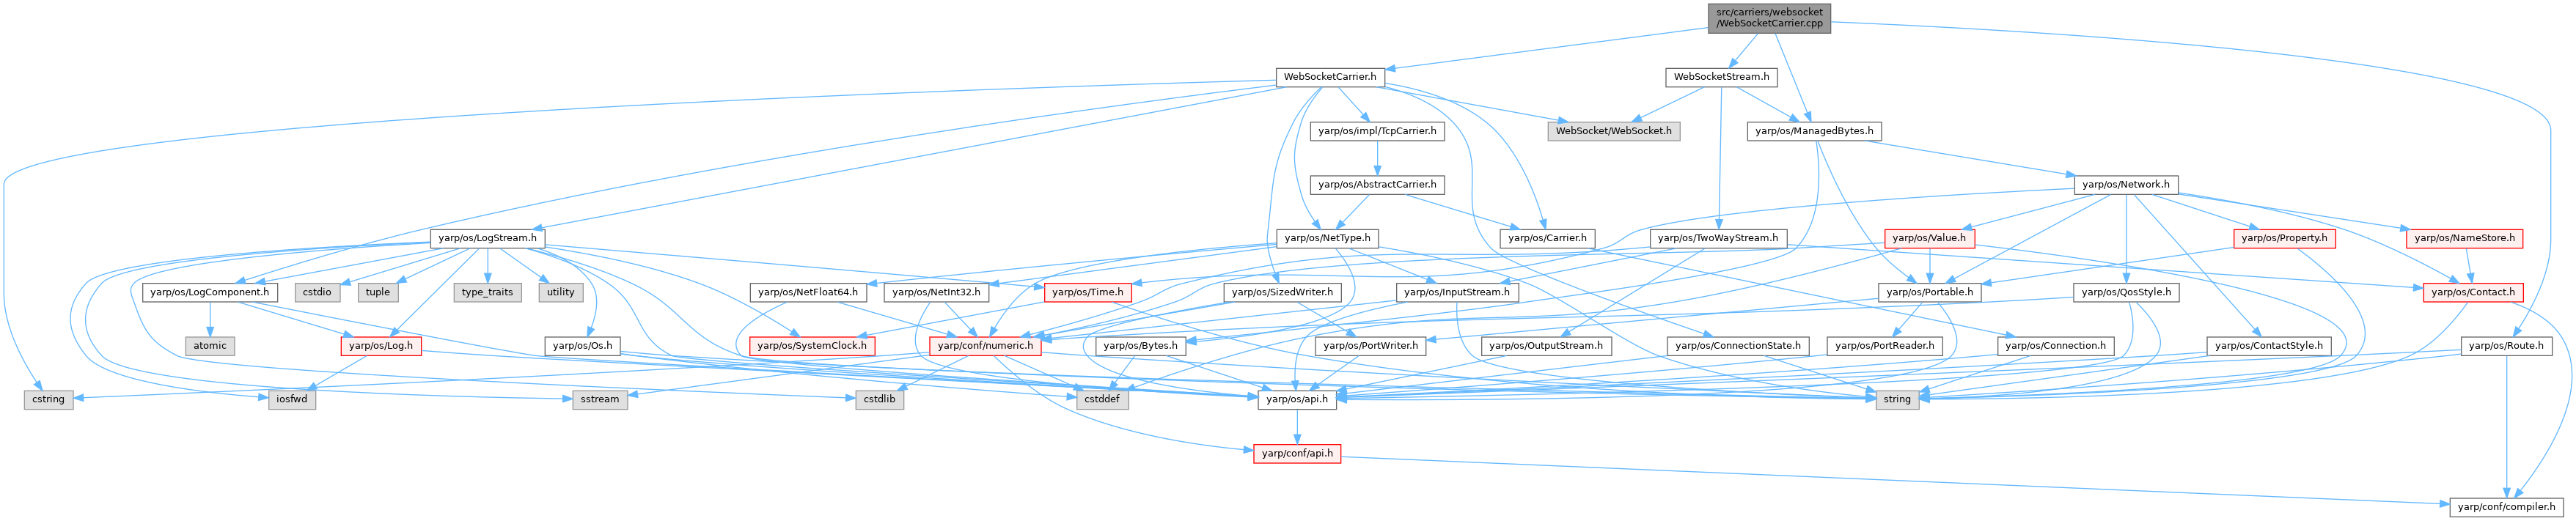 src/carriers/websocket
/WebSocketCarrier.cpp
WebSocketCarrier.h
WebSocketStream.h
yarp/os/impl/TcpCarrier.h
WebSocket/WebSocket.h
yarp/os/ManagedBytes.h
yarp/os/AbstractCarrier.h
yarp/os/Network.h
yarp/os/LogStream.h
yarp/os/NetType.h
yarp/os/Carrier.h
yarp/os/TwoWayStream.h
yarp/os/Value.h
yarp/os/Property.h
yarp/os/NameStore.h
yarp/os/LogComponent.h
cstdio
tuple
type_traits
utility
yarp/os/NetFloat64.h
yarp/os/NetInt32.h
yarp/os/Time.h
yarp/os/SizedWriter.h
yarp/os/InputStream.h
yarp/os/Portable.h
yarp/os/QosStyle.h
yarp/os/Contact.h
atomic
yarp/os/Log.h
yarp/os/Os.h
yarp/os/SystemClock.h
yarp/conf/numeric.h
yarp/os/Bytes.h
yarp/os/PortWriter.h
yarp/os/OutputStream.h
yarp/os/ConnectionState.h
yarp/os/PortReader.h
yarp/os/Connection.h
yarp/os/ContactStyle.h
yarp/os/Route.h
cstring
iosfwd
sstream
cstdlib
cstddef
yarp/os/api.h
string
yarp/conf/api.h
yarp/conf/compiler.h